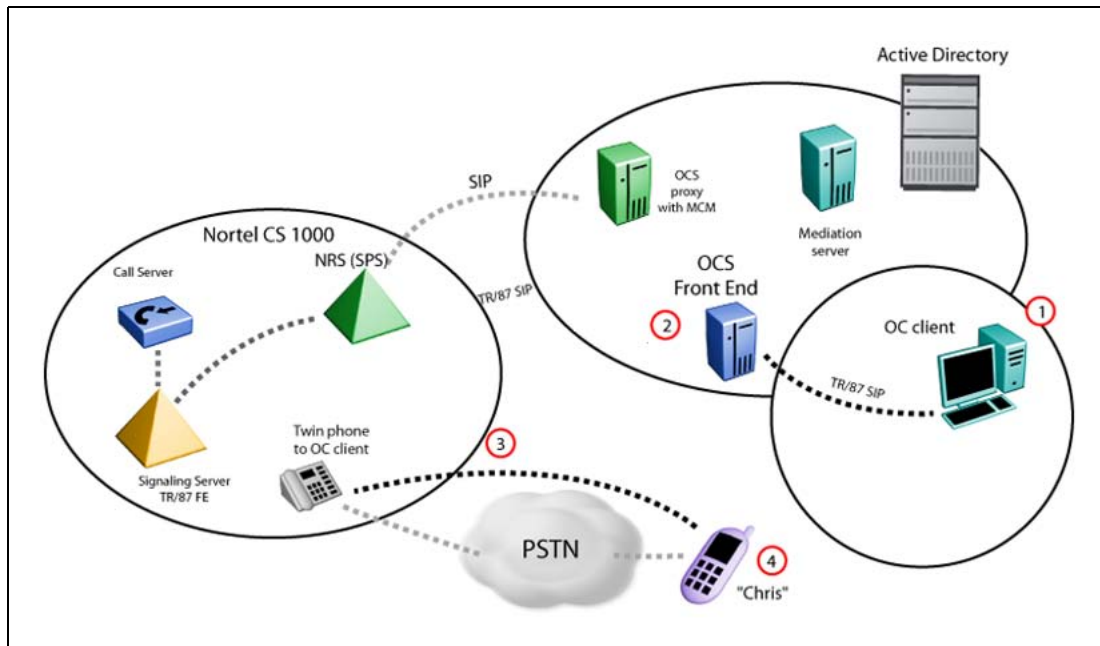 Active Directory
SIP
OCS
proxy
with MCM
Mediation
server
Nortel CS 1000
NRS (SPS)
Call Server
TR/87 SIP
OCS
Front End
2
1
OC client
TR/87 SIP
Twin phone
to OC client
3
Signaling Server
TR/87 FE
PSTN
4
"Chris"